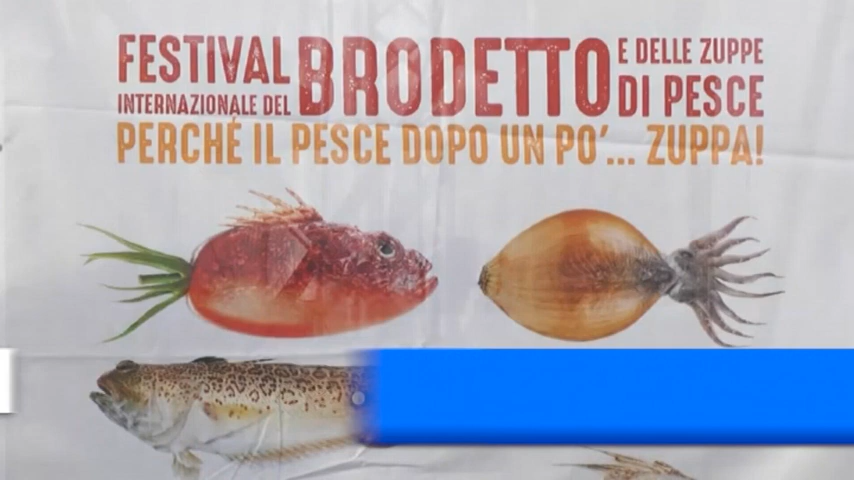 FESTIVAL
INTERNAZIONALE DEL
BRODETTO
E DELLE ZUPPE
DI PESCE
PERCHÉ IL PESCE DOPO UN PO'... ZUPPA!